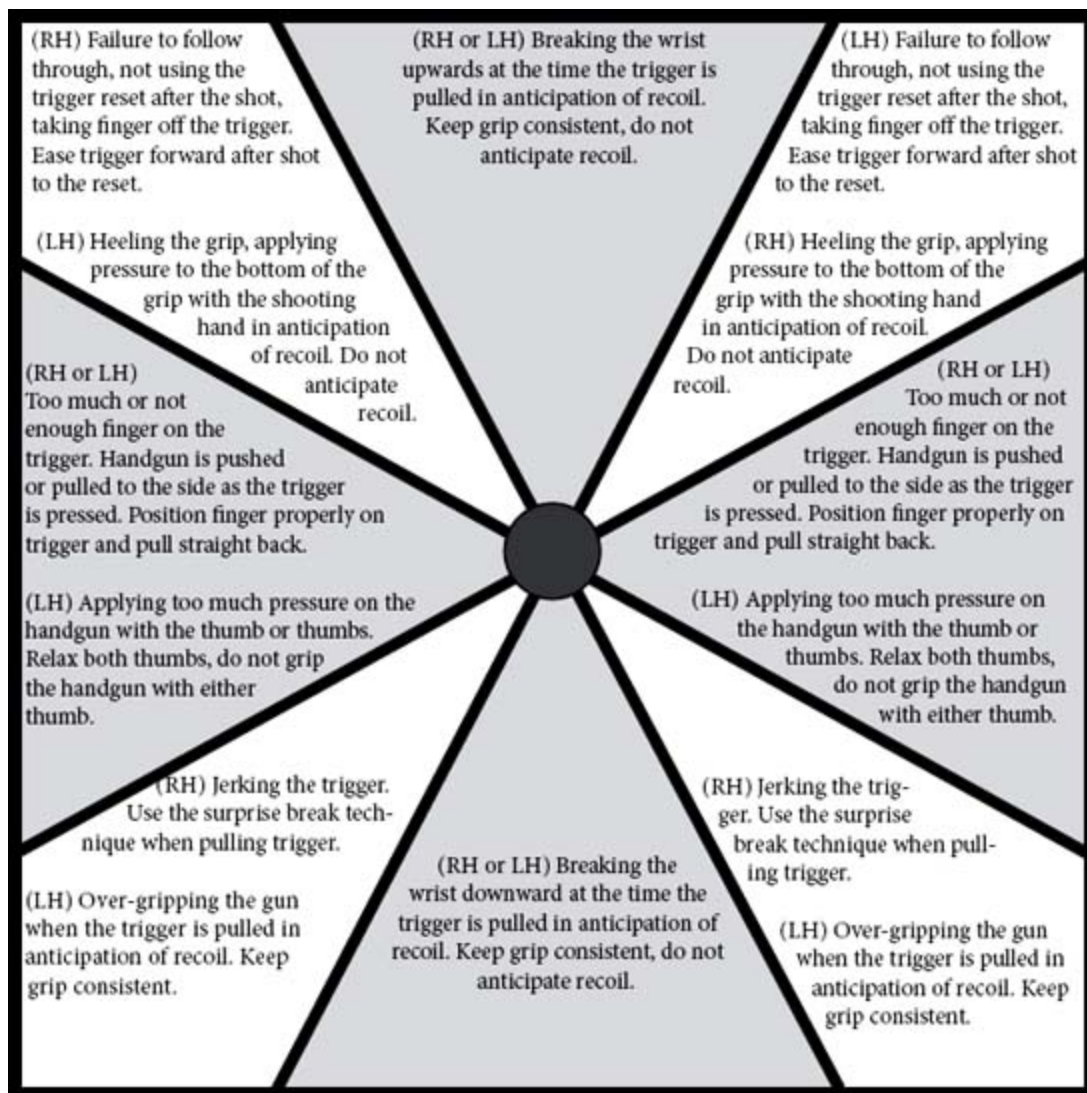 (RH) Failure to follow
through, not using the
trigger reset after the shot,
taking finger off the trigger.
Ease trigger forward after shot
to the reset.
(LH) Heeling the grip, applying
pressure to the bottom of the
grip with the shooting
hand in anticipation
of recoil. Do not
anticipate
recoil.
(RH or LH) Breaking the wrist
upwards at the time the trigger is
pulled in anticipation of recoil.
Keep grip consistent, do not
anticipate recoil.
(LH) Failure to follow
through, not using the
trigger reset after the shot,
taking finger off the trigger.
Ease trigger forward after shot
to the reset.
(RH) Heeling the grip, applying
pressure to the bottom of the
grip with the shooting hand
in anticipation of recoil.
Do not anticipate
recoil.
(RH or LH)
Too much or not
enough finger on the
trigger. Handgun is pushed
or pulled to the side as the trigger
is pressed. Position finger properly on
trigger and pull straight back.
(LH) Applying too much pressure on the
handgun with the thumb or thumbs.
Relax both thumbs, do not grip
the handgun with either
thumb.
(RH or LH)
Too much or not
enough finger on the
trigger. Handgun is pushed
or pulled to the side as the trigger
is pressed. Position finger properly on
trigger and pull straight back.
(LH) Applying too much pressure on
the handgun with the thumb or
thumbs. Relax both thumbs,
do not grip the handgun
with either thumb.
(RH) Jerking the trigger.
Use the surprise break tech-
nique when pulling trigger.
(LH) Over-gripping the gun
when the trigger is pulled in
anticipation of recoil. Keep
grip consistent.
(RH or LH) Breaking the
wrist downward at the time the
trigger is pulled in anticipation of
recoil. Keep grip consistent, do not
anticipate recoil.
(RH) Jerking the trig-
ger. Use the surprise
break technique when pull-
ing trigger.
(LH) Over-gripping the gun
when the trigger is pulled in
anticipation of recoil. Keep
grip consistent.